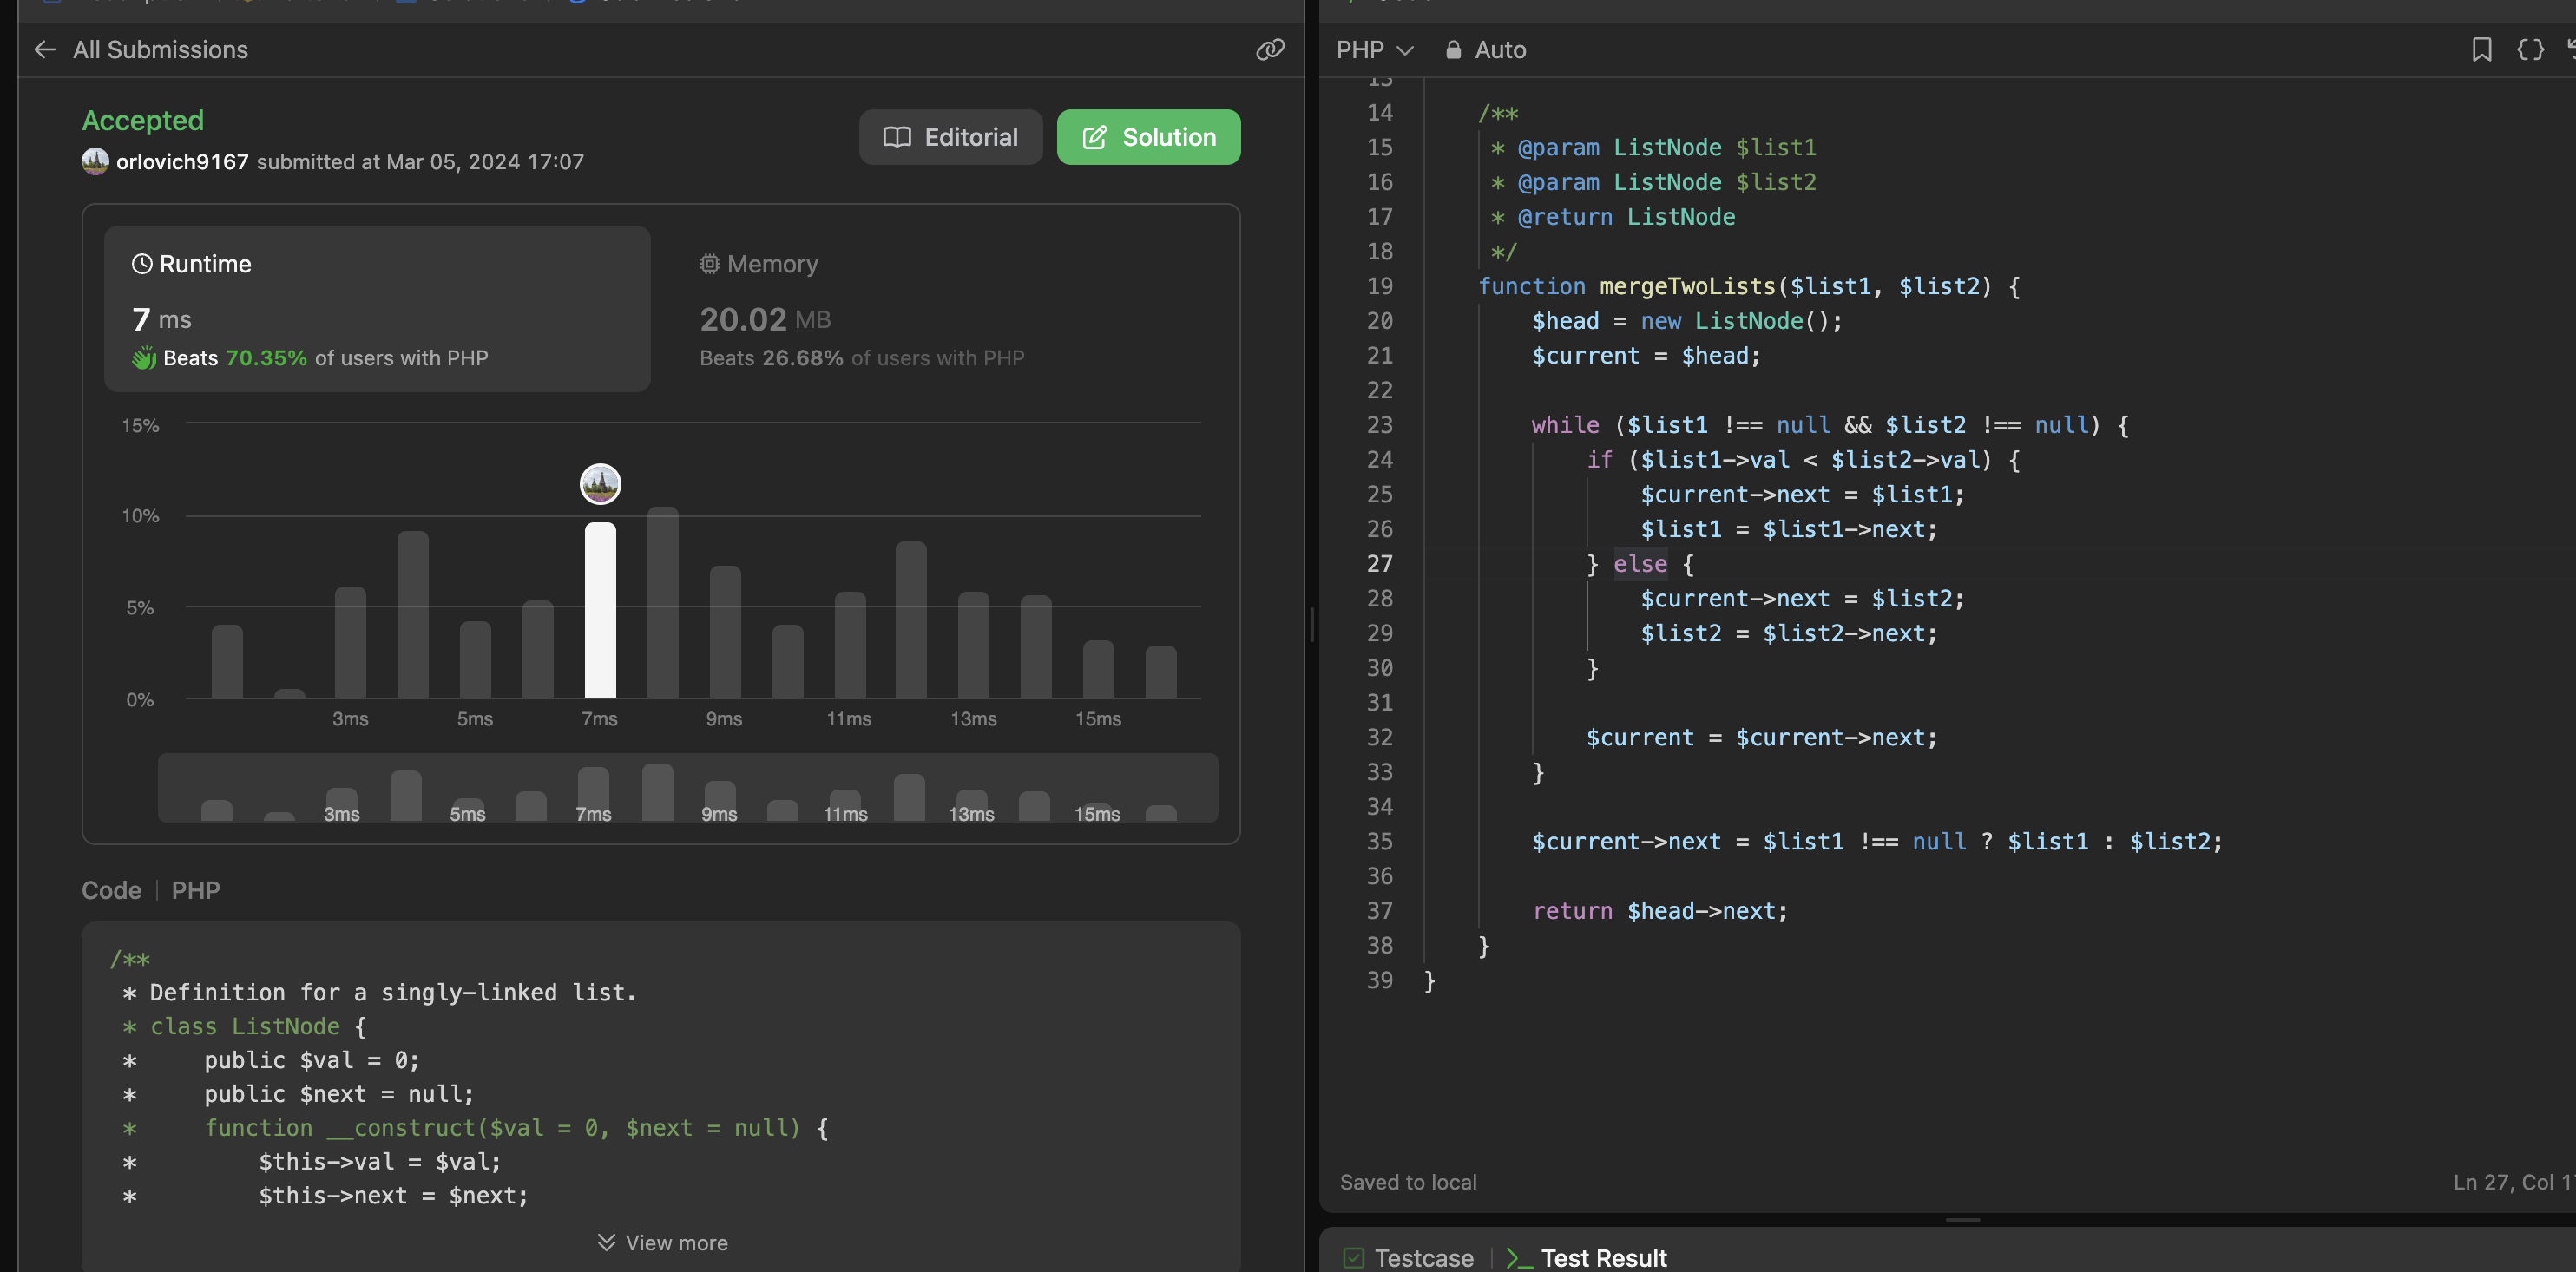 All Submissions
Accepted
orlovich9167 submitted at Mar 05, 2024 17:07
Editorial
Solution
Runtime
7 ms
Beats 70.35% of users with PHP
Memory
20.02 MB
Beats 26.68% of users with PHP
15%
10%
5%
0%
3ms 5ms 7ms 9ms 11ms 13ms 15ms
3ms 5ms 7ms 9ms 11ms 13ms 15ms
Code | PHP
/**
* Definition for a singly-linked list.
* class ListNode {
*     public $val = 0;
*     public $next = null;
*     function __construct($val = 0, $next = null) {
*         $this->val = $val;
*         $this->next = $next;
View more
PHP Auto {}
13
14 /**
15 * @param ListNode $list1
16 * @param ListNode $list2
17 * @return ListNode
18 */
19 function mergeTwoLists($list1, $list2) {
20 $head = new ListNode();
21 $current = $head;
22
23 while ($list1 !== null && $list2 !== null) {
24 if ($list1->val < $list2->val) {
25 $current->next = $list1;
26 $list1 = $list1->next;
27 } else {
28 $current->next = $list2;
29 $list2 = $list2->next;
30 }
31
32 $current = $current->next;
33 }
34
35 $current->next = $list1 !== null ? $list1 : $list2;
36
37 return $head->next;
38 }
39 }
Saved to local
Ln 27, Col
Testcase | >_ Test Result